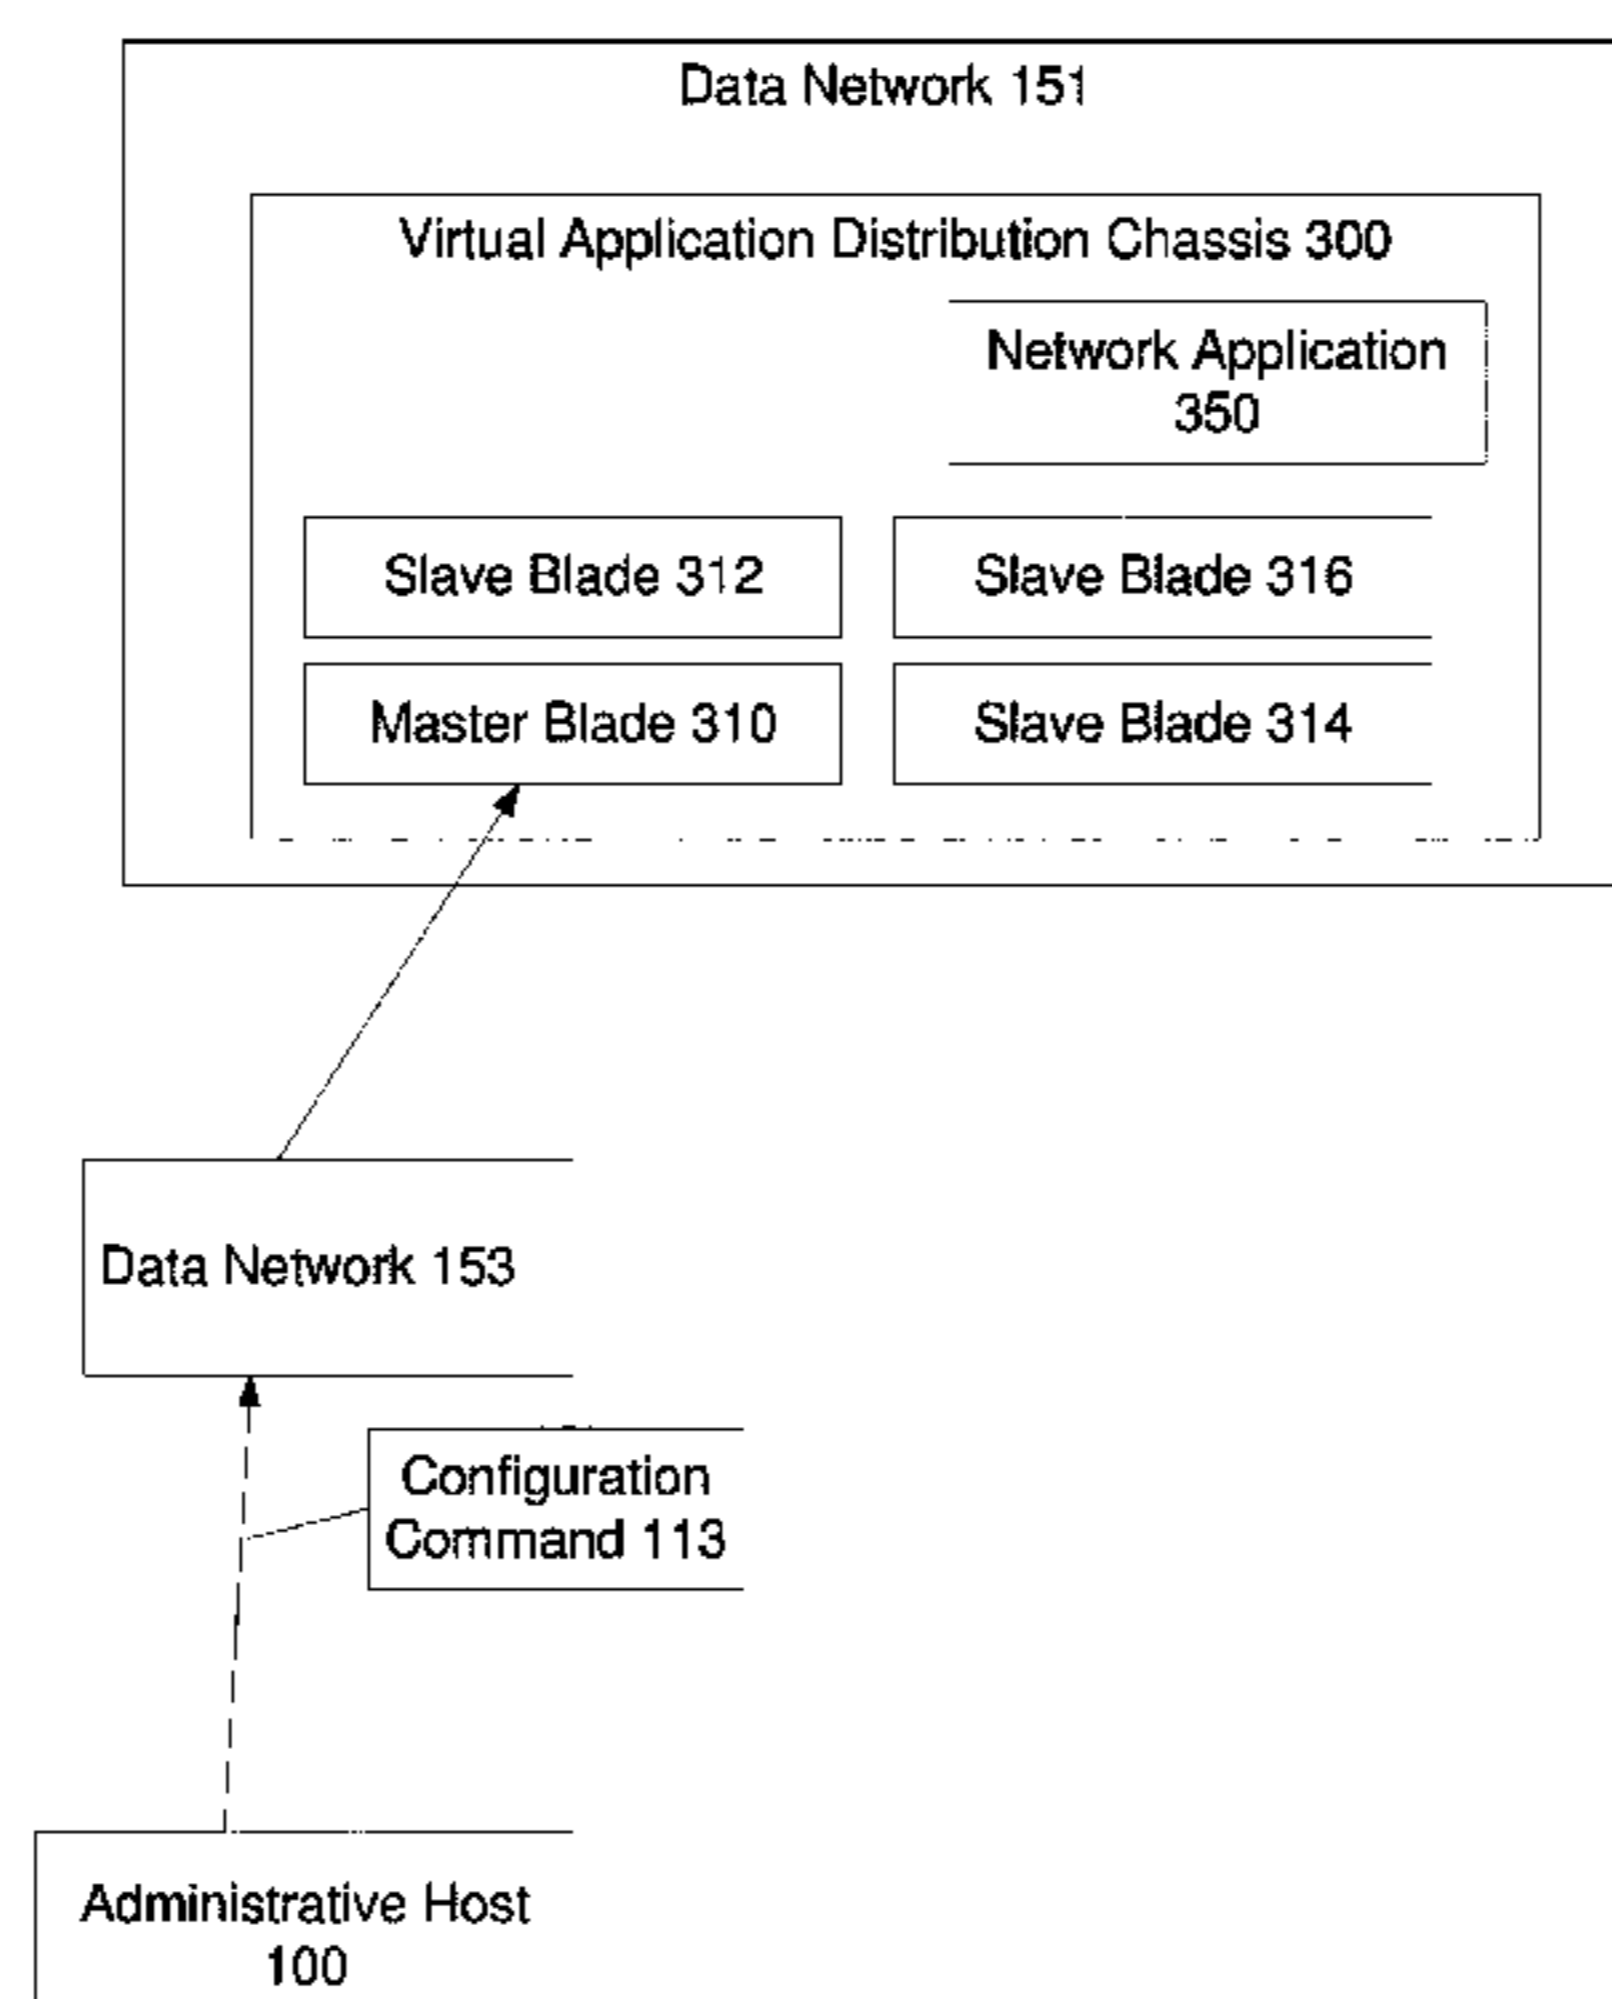 Data Network 151
Virtual Application Distribution Chassis 300
Network Application
350
Slave Blade 312
Slave Blade 316
Master Blade 310
Slave Blade 314
Data Network 153
Configuration
Command 113
Administrative Host
100